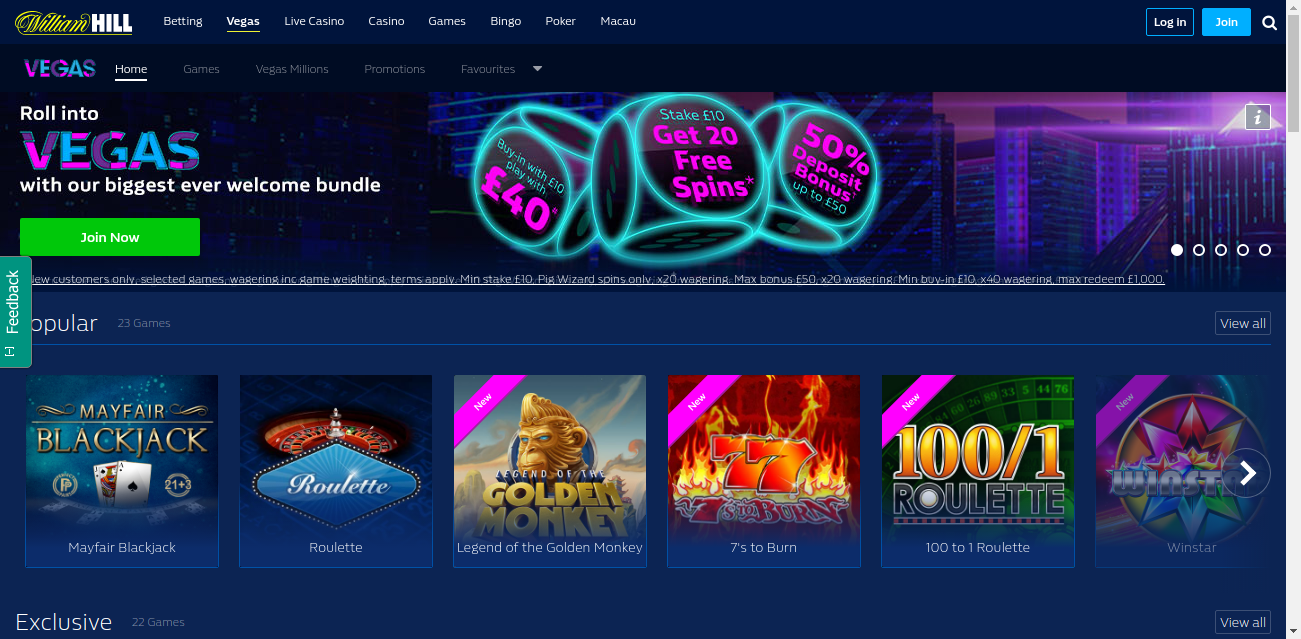 William HILL
Betting Vegas Live Casino Casino Games Bingo Poker Macau
Log in Join
VEGAS Home Games Vegas Millions Promotions Favourites
Roll into
VEGAS
with our biggest ever welcome bundle
Join Now
Buy-in with £10
play with
£40
Stake £10
Get 20
Free
Spins*
50%
Deposit
Bonus
up to £50
i
New customers only, selected games, wagering inc game weighting, terms apply. Min stake £10, Pig Wizard spins only, x20 wagering. Max bonus £50, x20 wagering. Min buy-in £10, x40 wagering, max redeem £1,000.
Feedback
[-]
opular 23 Games View all
MAYFAIR
BLACKJACK
21+3
Mayfair Blackjack
Roulette
Roulette
New
LEGEND OF THE
GOLDEN
MONKEY
Legend of the Golden Monkey
New
777
7'S TO BURN
7's to Burn
New
5 44 76
100/1
ROULETTE
100 to 1 Roulette
New
WINST
Winstar
Exclusive 22 Games View all